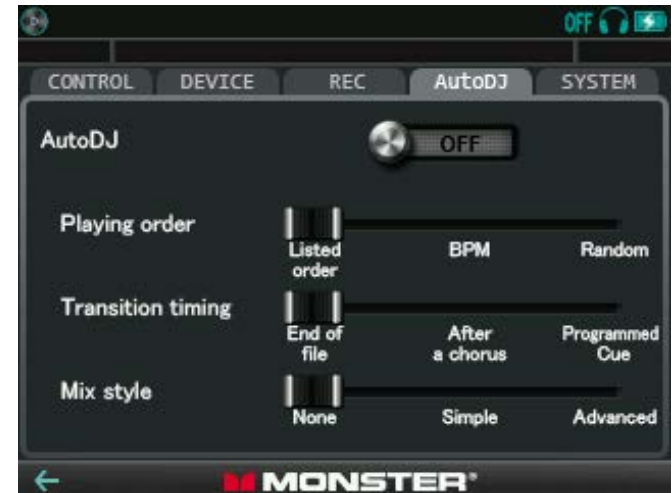 OFF
CONTROL DEVICE REC AutoDJ SYSTEM
AutoDJ
OFF
Playing order
Listed order BPM Random
Transition timing
End of file After a chorus Programmed Cue
Mix style
None Simple Advanced
MONSTER®